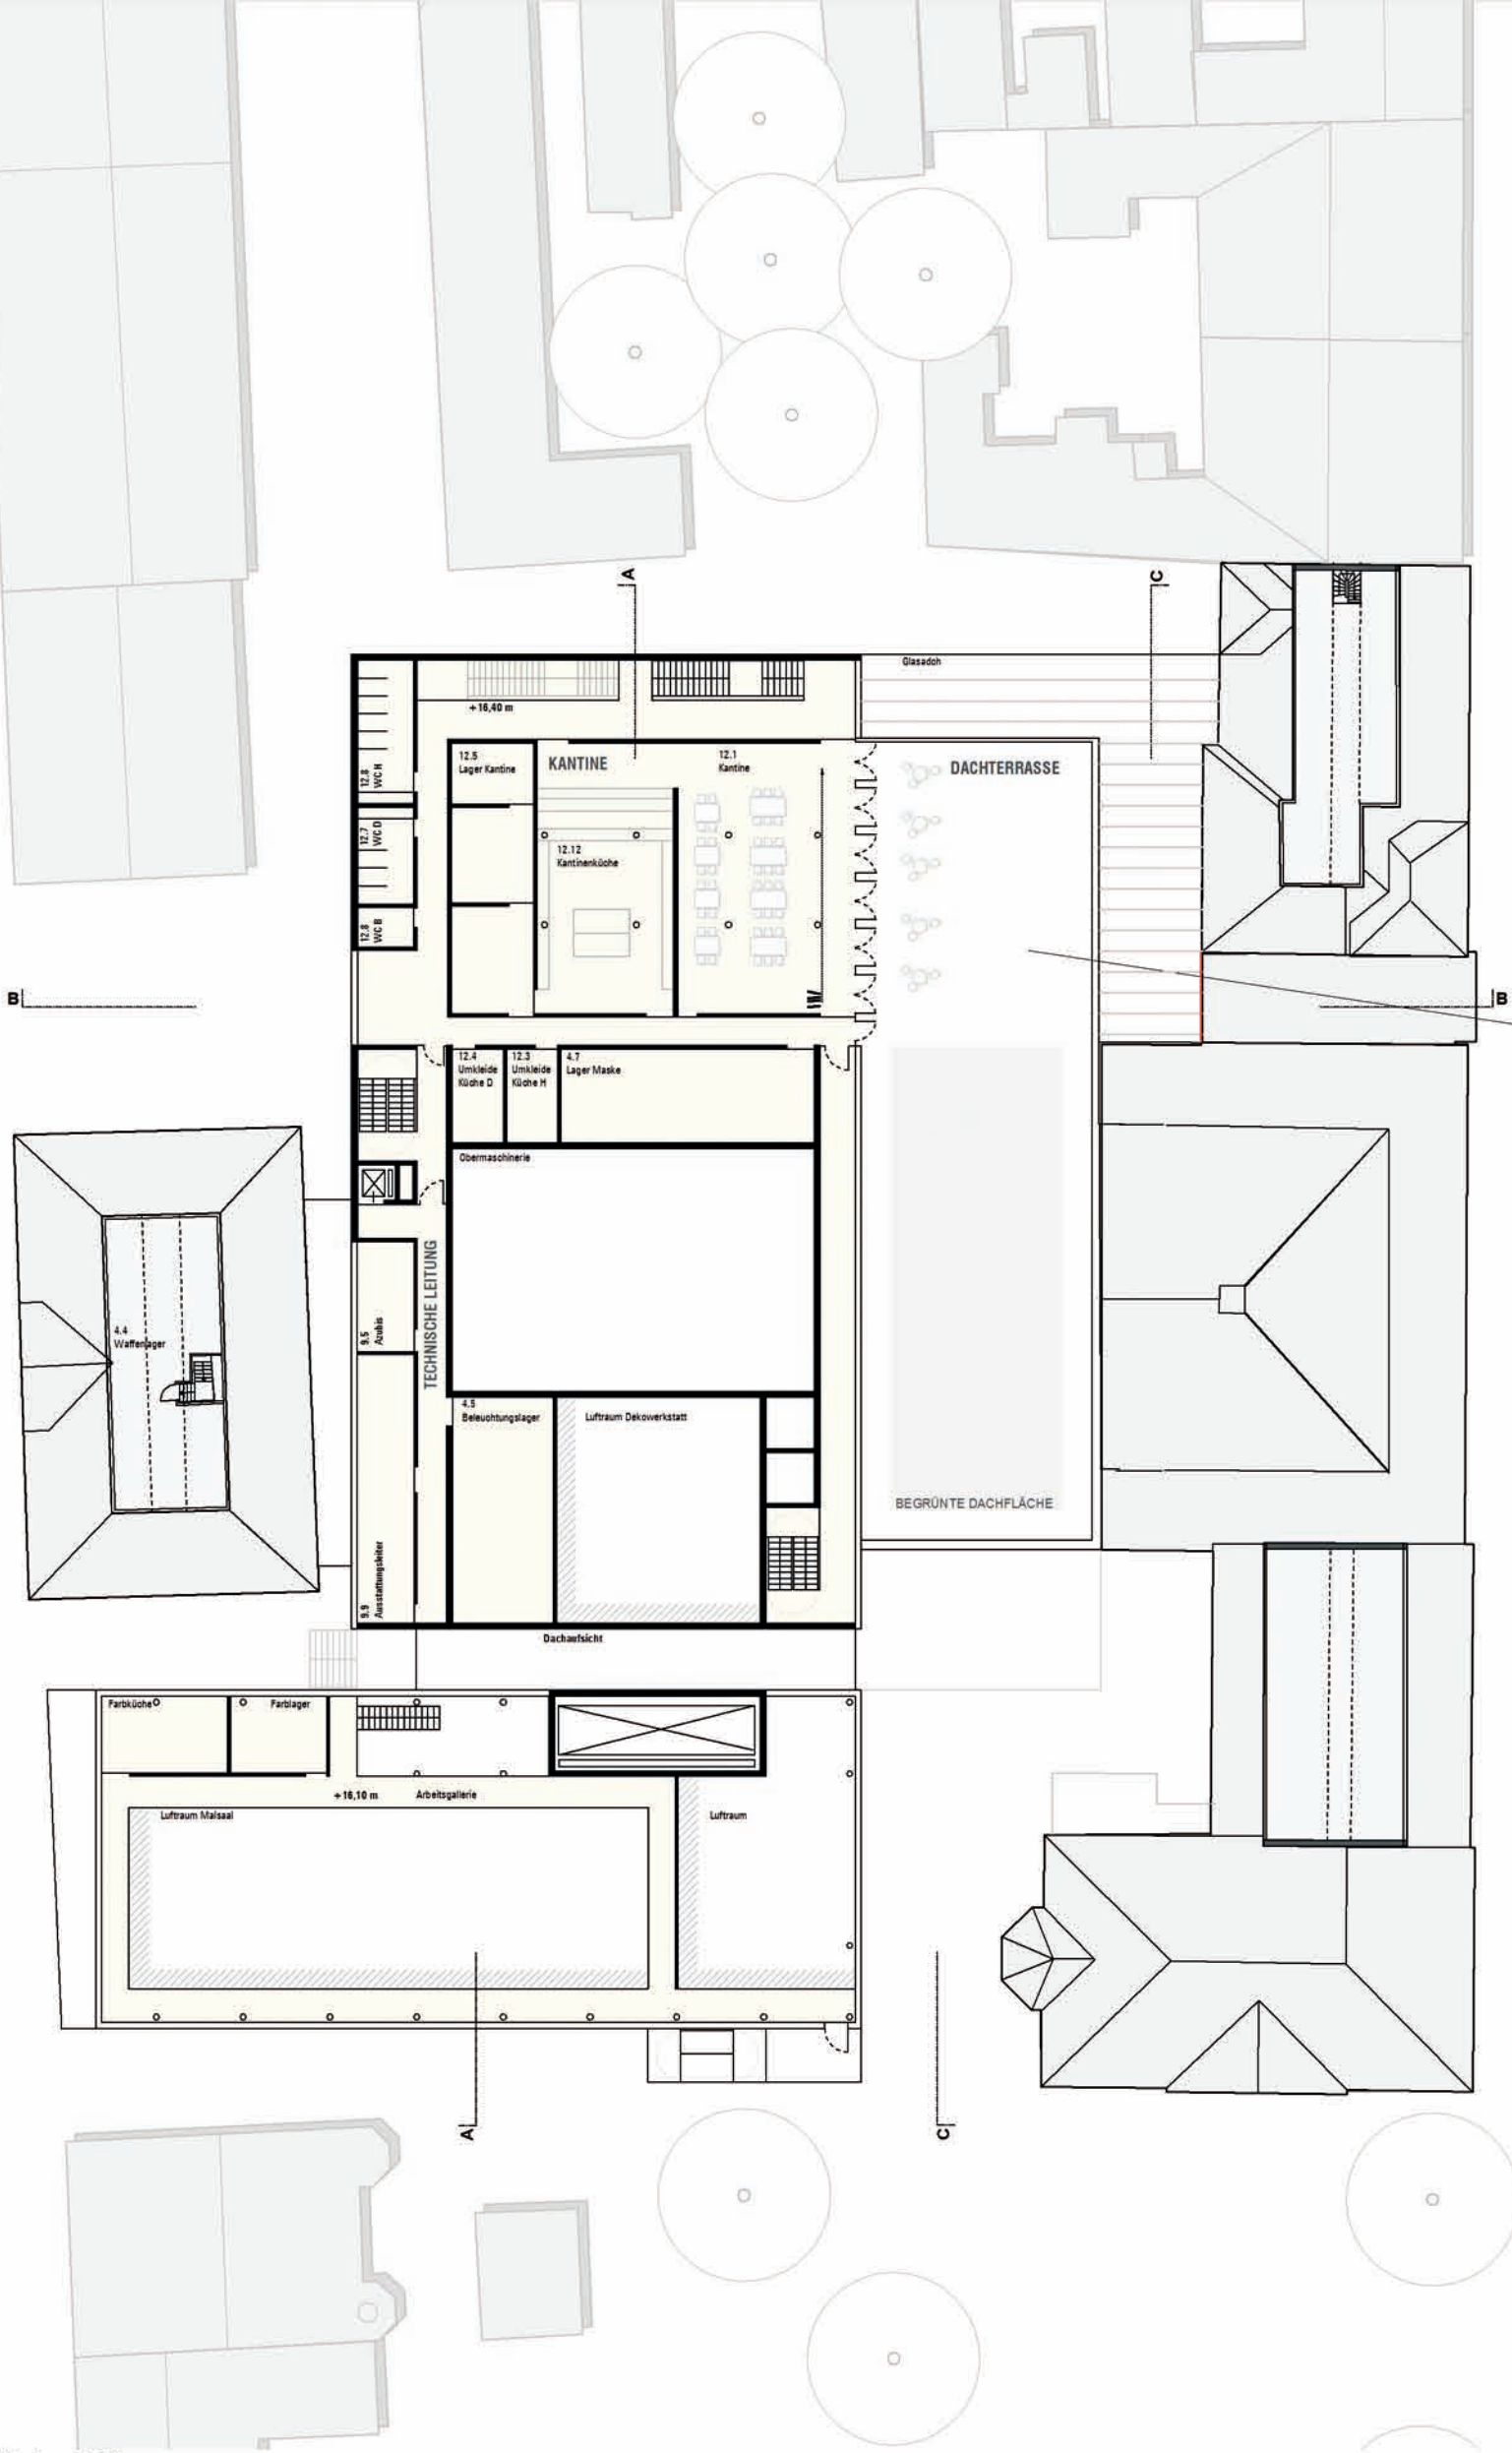 A
C
Glasadch
+16,40 m
12.5
Lager Kantine
KANTINE
12.1
Kantine
DACHTERRASSE
12.8
WC H
12.7
WC D
12.12
Kantinenküche
12.8
WC B
B
B
12.4
Umkleide
Küche D
12.3
Umkleide
Küche H
4.7
Lager Maske
Obermaschinerie
TECHNISCHE LEITUNG
4.4
Waffenlager
9.5
Azubis
4.5
Beleuchtungslager
Luftraum Dekowerkstatt
BEGRÜNTE DACHFLÄCHE
9.9
Ausstattungsleiter
Dachaufsicht
Farbküche
Farblager
+16,10 m
Arbeitsgallerie
Luftraum Malsaal
Luftraum
A
C